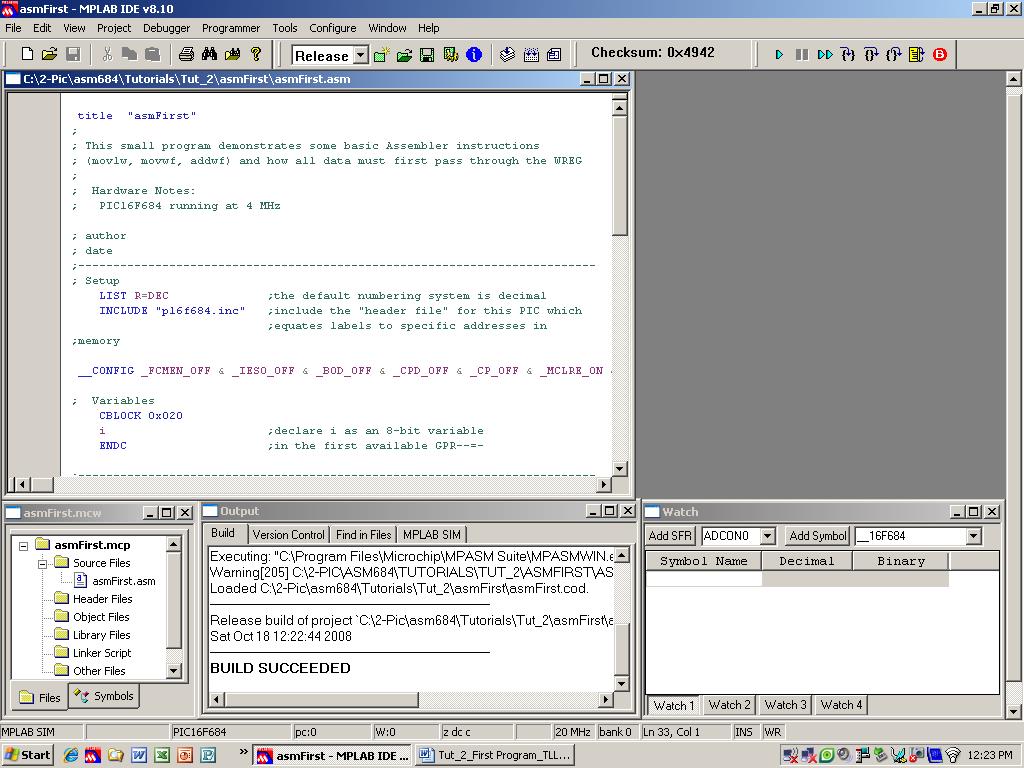 asmFirst - MPLAB IDE v8.10
File Edit View Project Debugger Programmer Tools Configure Window Help
Release Checksum: 0x4942
C:\2-Pic\asm684\Tutorials\Tut_2\asmFirst\asmFirst.asm
title "asmFirst"
;
; This small program demonstrates some basic Assembler instructions
; (movlw, movwf, addwf) and how all data must first pass through the WREG
;
; Hardware Notes:
; PIC16F684 running at 4 MHz
; author
; date
;---------------------------------------------------------------------------
; Setup
LIST R=DEC ;the default numbering system is decimal
INCLUDE "p16f684.inc" ;include the "header file" for this PIC which
;equates labels to specific addresses in
;memory
__CONFIG _FCMEN_OFF & _IESO_OFF & _BOD_OFF & _CPD_OFF & _CP_OFF & _MCLRE_ON &
; Variables
CBLOCK 0x020
i ;declare i as an 8-bit variable
ENDC ;in the first available GPR--=-
;---------------------------------------------------------------------------
asmFirst.mcw
asmFirst.mcp
Source Files
asmFirst.asm
Header Files
Object Files
Library Files
Linker Script
Other Files
Files Symbols
Output
Build Version Control Find in Files MPLAB SIM
Executing: "C:\Program Files\Microchip\MPASM Suite\MPASMWIN.e
Warning[205] C:\2-PIC\ASM684\TUTORIALS\TUT_2\ASMFIRST\AS
Loaded C:\2-Pic\asm684\Tutorials\Tut_2\asmFirst\asmFirst.cod.
Release build of project `C:\2-Pic\asm684\Tutorials\Tut_2\asmFirst\a
Sat Oct 18 12:22:44 2008
BUILD SUCCEEDED
Watch
Add SFR ADCON0 Add Symbol __16F684
Symbol Name Decimal Binary
Watch 1 Watch 2 Watch 3 Watch 4
MPLAB SIM PIC16F684 pc:0 W:0 z dc c 20 MHz bank 0 Ln 33, Col 1 INS WR
Start asmFirst - MPLAB IDE ... Tut_2_First Program_TLL... 12:23 PM